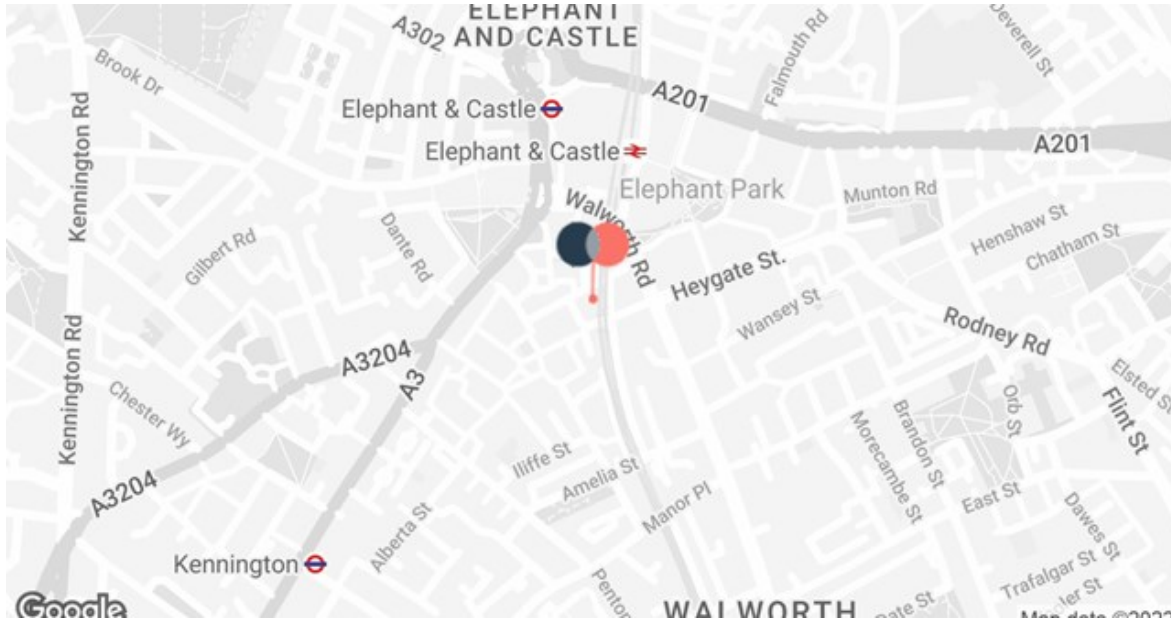 ELEPHANT
AND CASTLE
A302
Brook Dr
Elephant & Castle
A201
Falmouth Rd
Deverell St
A201
Elephant & Castle
Elephant Park
Kennington Rd
Walworth Rd
Munton Rd
Henshaw St
Chatham St
Gilbert Rd
Dante Rd
Heygate St.
Wansey St
Rodney Rd
Kennington Rd
A3204
A3
Chester Wy
Elsted St
Orb St
Flint St
Brandon St
Morecambe St
Iliffe St
Amelia St
A3204
Manor Pl
East St
Dawes St
Alberta St
Kennington
Trafalgar St
Penton
WALWORTH
Google